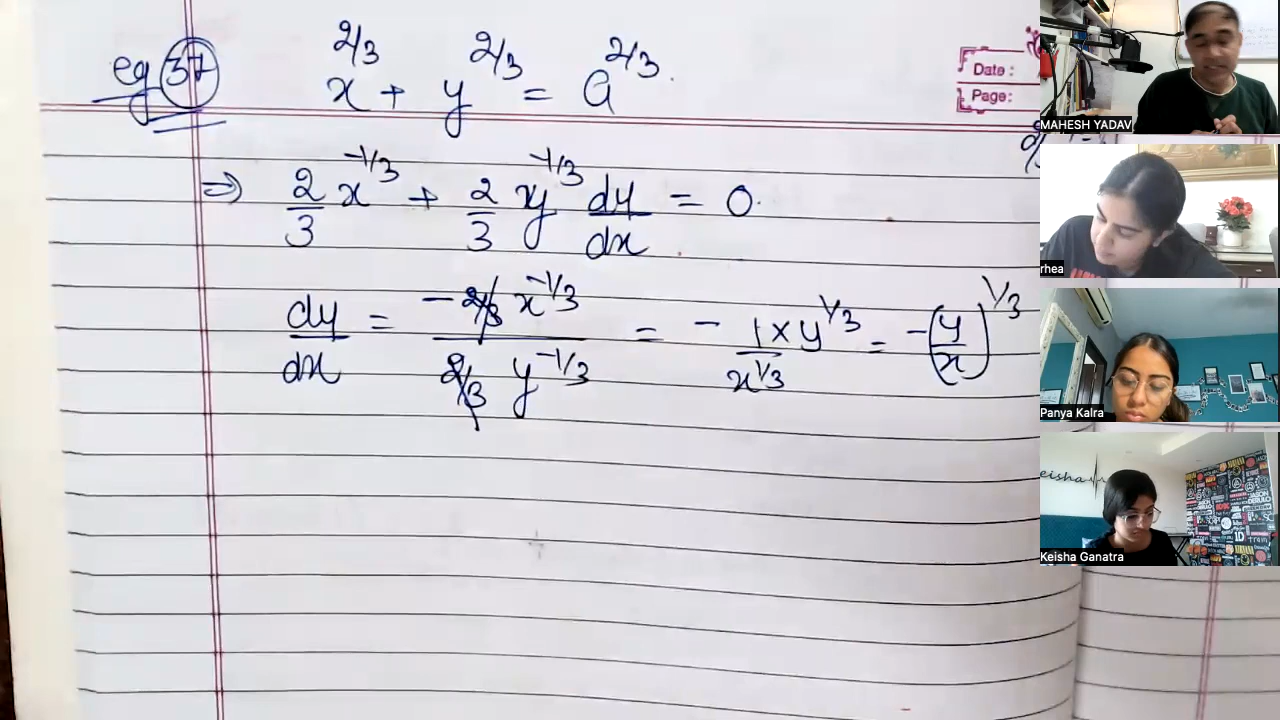 eg 37 x^2/3 + y^2/3 = a^2/3.
Date :
Page:
⇒ 2/3 x^-1/3 + 2/3 xy^-1/3 dy/dx = 0.
dy/dx = -2/3 x^-1/3 / 2/3 y^-1/3 = - 1/x^1/3 × y^1/3 = -(y/x)^1/3
MAHESH YADAV
rhea
Panya Kalra
eisha
Keisha Ganatra